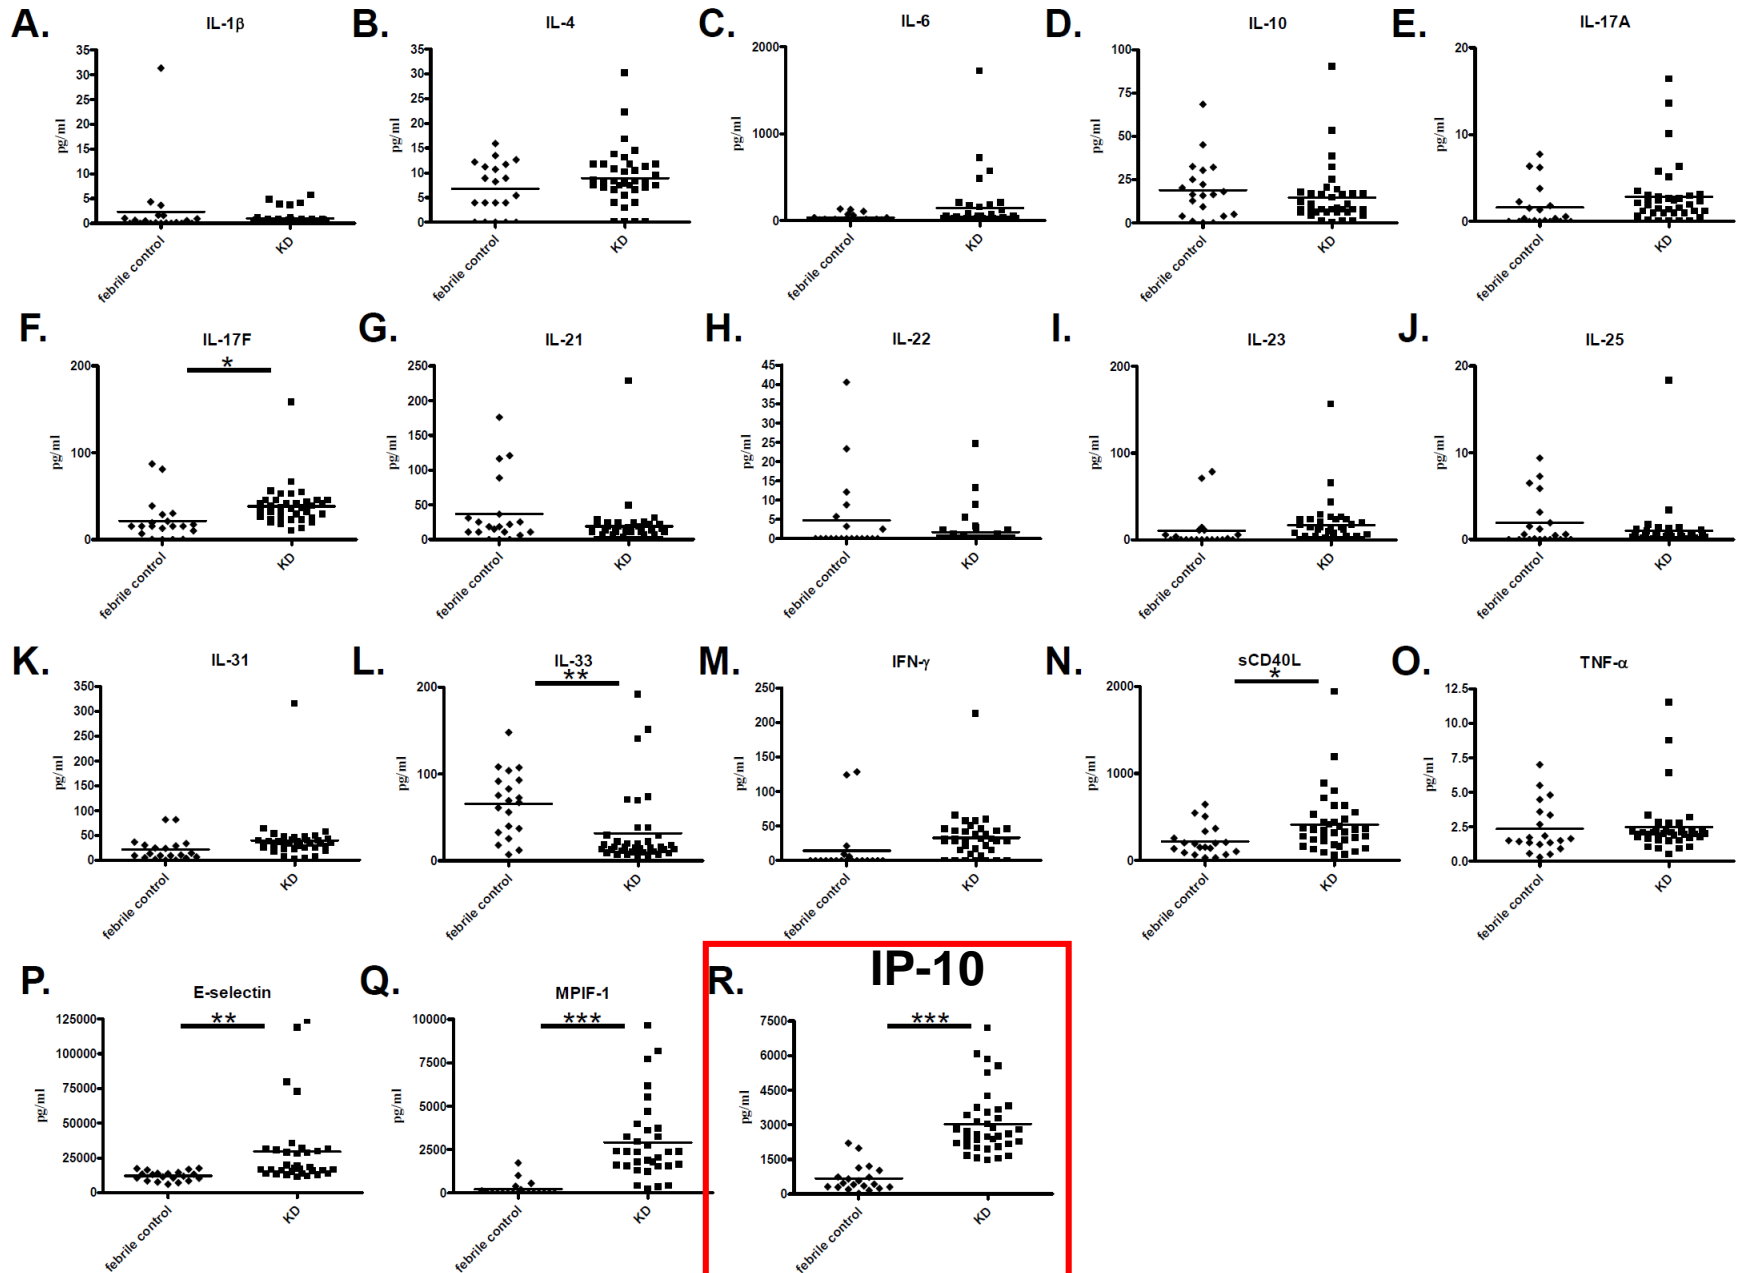 A. IL-1β
35
30
25
20
15
10
5
0
pg/ml
febrile control
KD
B. IL-4
35
30
25
20
15
10
5
0
pg/ml
febrile control
KD
C. IL-6
2000
1000
0
pg/ml
febrile control
KD
D. IL-10
100
75
50
25
0
pg/ml
febrile control
KD
E. IL-17A
20
10
0
pg/ml
febrile control
KD
F. IL-17F
*
200
100
0
pg/ml
febrile control
KD
G. IL-21
250
200
150
100
50
0
pg/ml
febrile control
KD
H. IL-22
45
40
35
30
25
20
15
10
5
0
pg/ml
febrile control
KD
I. IL-23
200
100
0
pg/ml
febrile control
KD
J. IL-25
20
10
0
pg/ml
febrile control
KD
K. IL-31
350
300
250
200
150
100
50
0
pg/ml
febrile control
KD
L. IL-33
**
200
100
0
pg/ml
febrile control
KD
M. IFN-γ
250
200
150
100
50
0
pg/ml
febrile control
KD
N. sCD40L
*
2000
1000
0
pg/ml
febrile control
KD
O. TNF-α
12.5
10.0
7.5
5.0
2.5
0.0
pg/ml
febrile control
KD
P. E-selectin
**
125000
100000
75000
50000
25000
0
pg/ml
febrile control
KD
Q. MPIF-1
***
10000
7500
5000
2500
0
pg/ml
febrile control
KD
R. IP-10
***
7500
6000
4500
3000
1500
0
pg/ml
febrile control
KD